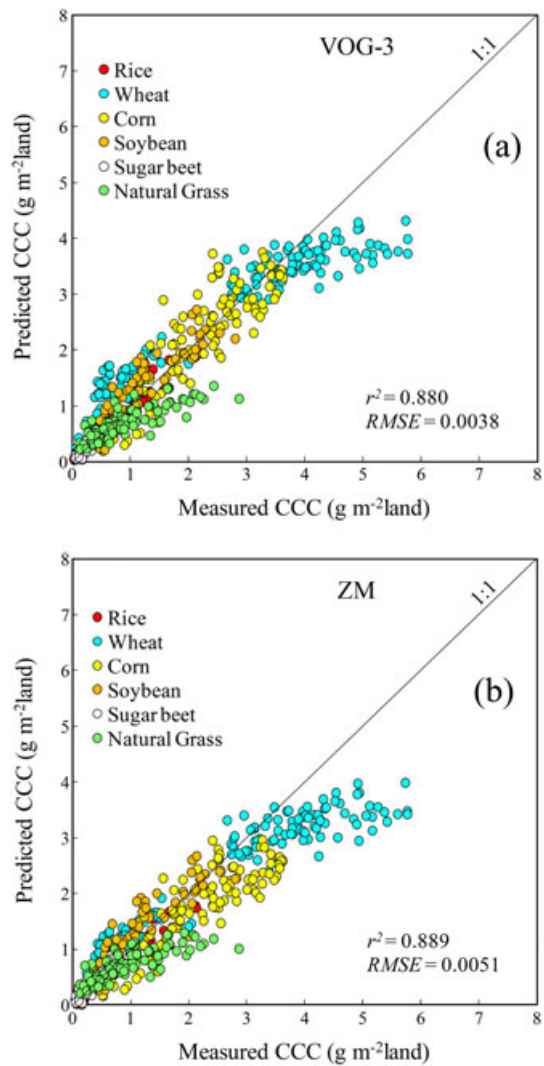 8
VOG-3
1:1
7
Rice
Wheat
6
Corn
Soybean
5
Sugar beet
(a)
Natural Grass
4
3
2
1
r² = 0.880
RMSE = 0.0038
0
0 1 2 3 4 5 6 7 8
Predicted CCC (g m⁻²land)
Measured CCC (g m⁻²land)
8
ZM
1:1
7
Rice
Wheat
6
Corn
Soybean
(b)
5
Sugar beet
Natural Grass
4
3
2
1
r² = 0.889
RMSE = 0.0051
0
0 1 2 3 4 5 6 7 8
Predicted CCC (g m⁻²land)
Measured CCC (g m⁻²land)